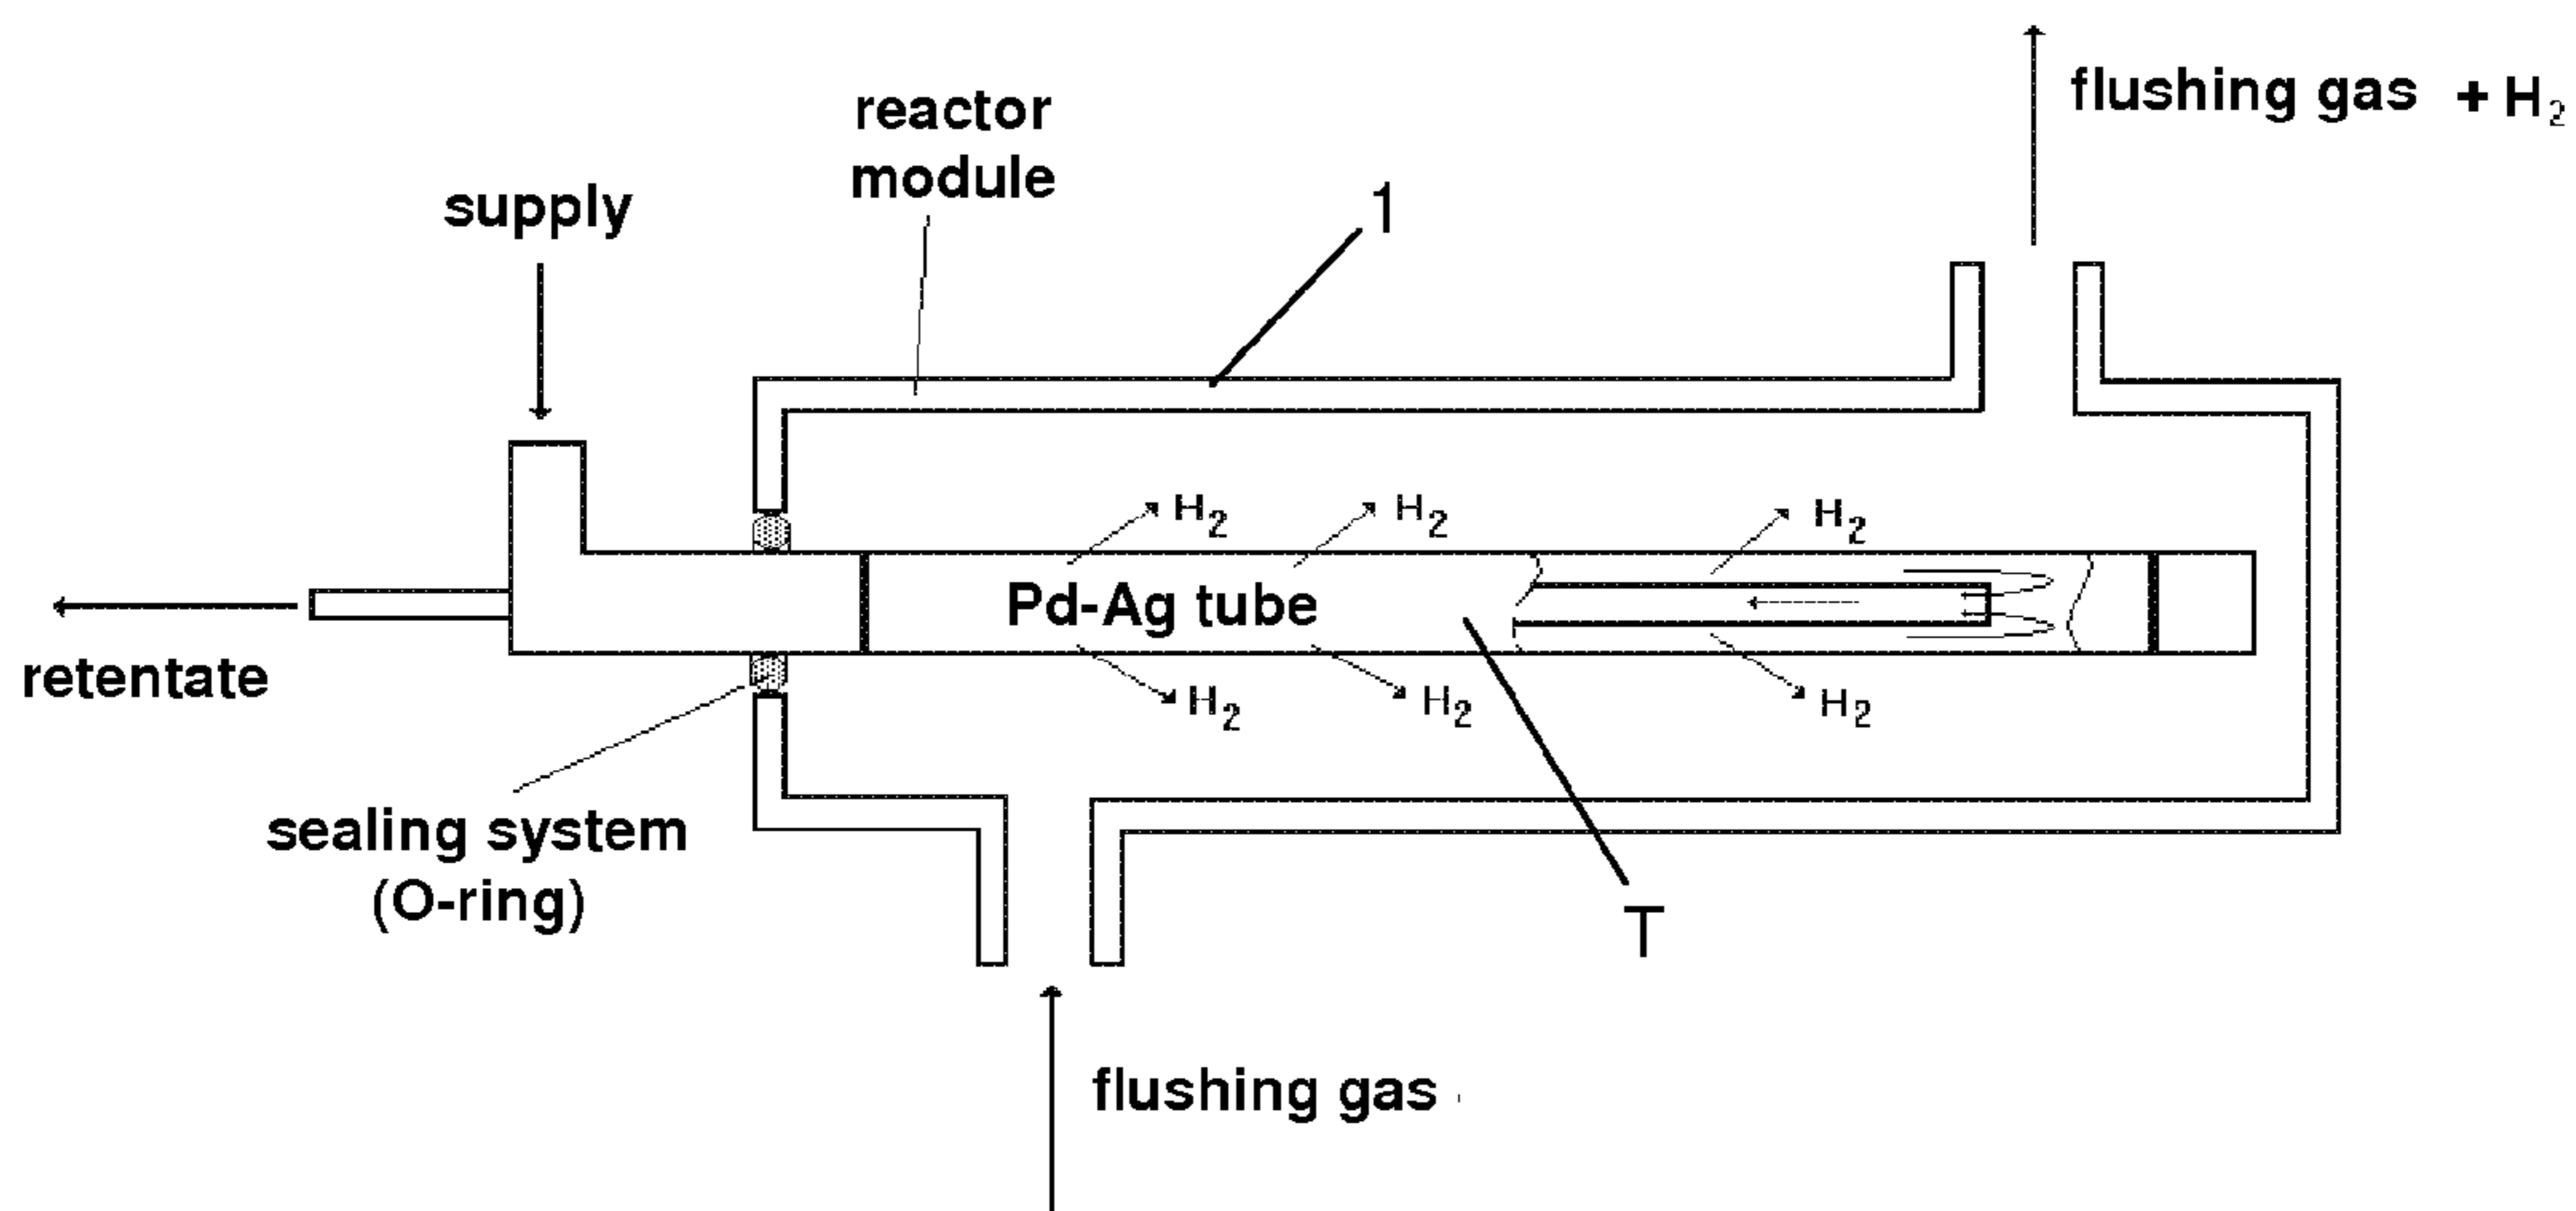 flushing gas + H₂
reactor
module
1
supply
H₂
H₂
H₂
Pd-Ag tube
retentate
H₂
H₂
H₂
sealing system
(O-ring)
T
flushing gas